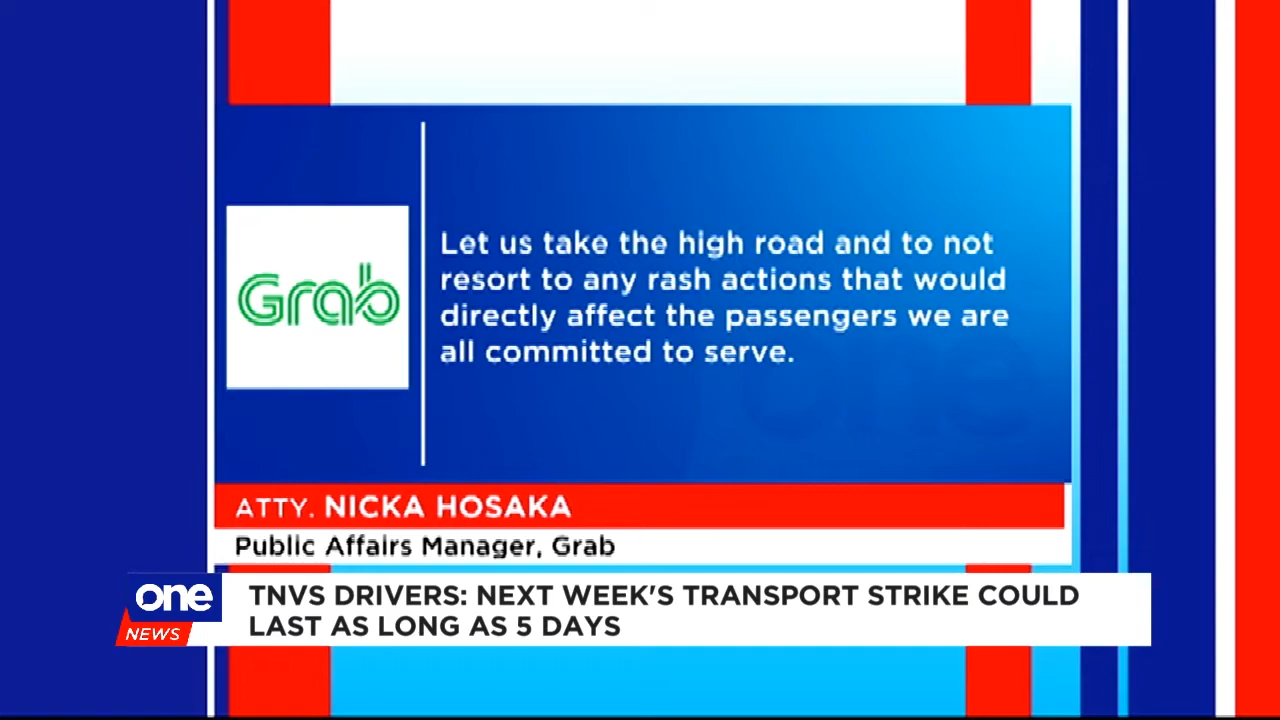 Grab
Let us take the high road and to not
resort to any rash actions that would
directly affect the passengers we are
all committed to serve.
ATTY. NICKA HOSAKA
Public Affairs Manager, Grab
one
NEWS
TNVS DRIVERS: NEXT WEEK'S TRANSPORT STRIKE COULD
LAST AS LONG AS 5 DAYS